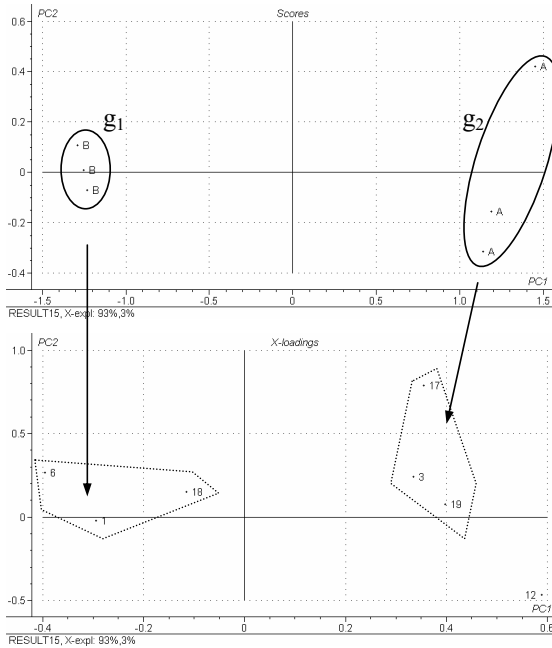 PC2 Scores
0.6
0.4 A
g1 g2
0.2
B
0 B
B
-0.2 A
A
-0.4 PC1
-1.5 -1.0 -0.5 0 0.5 1.0 1.5
RESULT15, X-expl: 93%,3%
PC2 X-loadings
1.0
17
0.5
6 18 3 19
0 1
-0.5 12
PC1
-0.4 -0.2 0 0.2 0.4 0.6
RESULT15, X-expl: 93%,3%